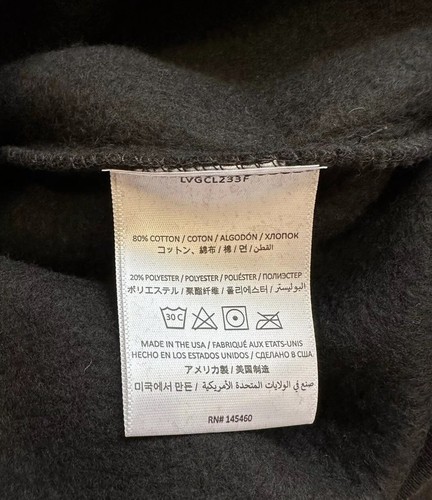 LVGCL233F
80% COTTON / COTON / ALGODÓN / ХЛОПОК
コットン、綿布 / 棉 / 면 / القطن
20% POLYESTER / POLYESTER / POLIÉSTER / ПОЛИЭСТЕР
ポリエステル / 聚酯纤维 / 폴리에스터 / البوليستر
30 C
MADE IN THE USA / FABRIQUÉ AUX ETATS-UNIS
HECHO EN LOS ESTADOS UNIDOS / СДЕЛАНО В США
アメリカ製 / 美国制造
미국에서 만든 / صنع في الولايات المتحدة الأمريكية
RN# 145460